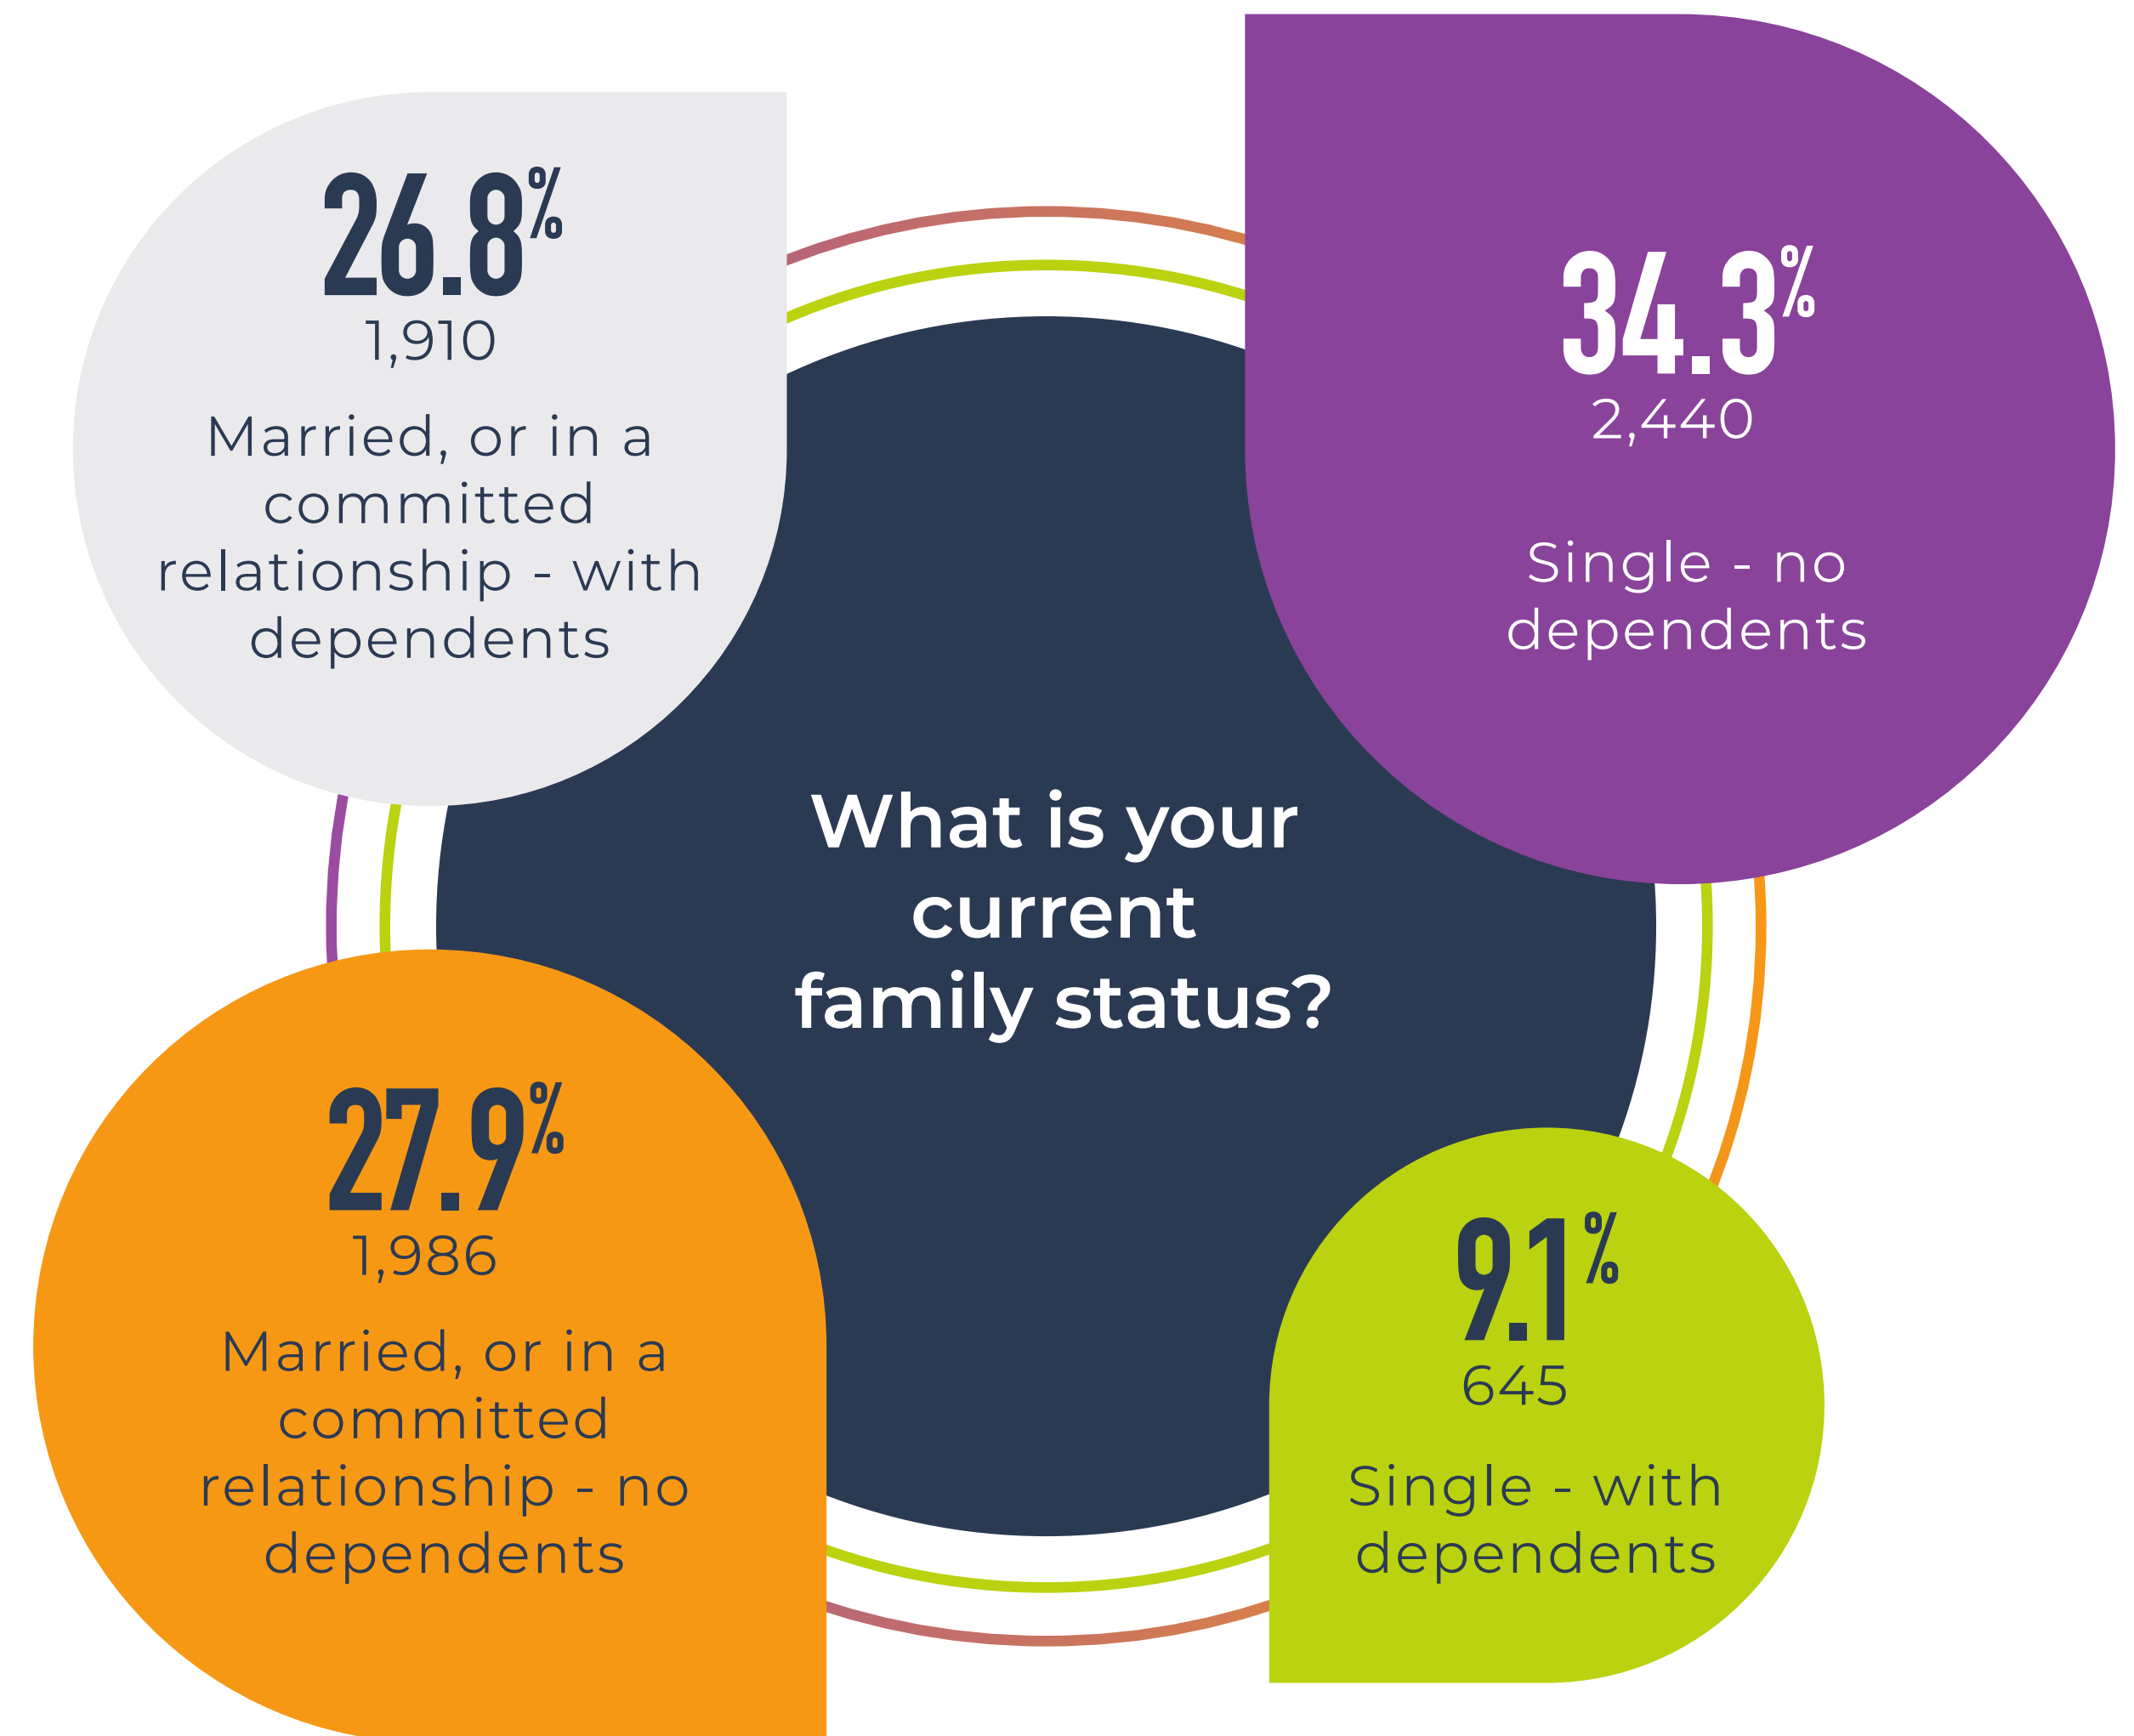 26.8%
1,910
Married, or in a
committed
relationship - with
dependents
34.3%
2,440
Single - no
dependents
What is your
current
family status?
27.9%
1,986
Married, or in a
committed
relationship - no
dependents
9.1%
645
Single - with
dependents